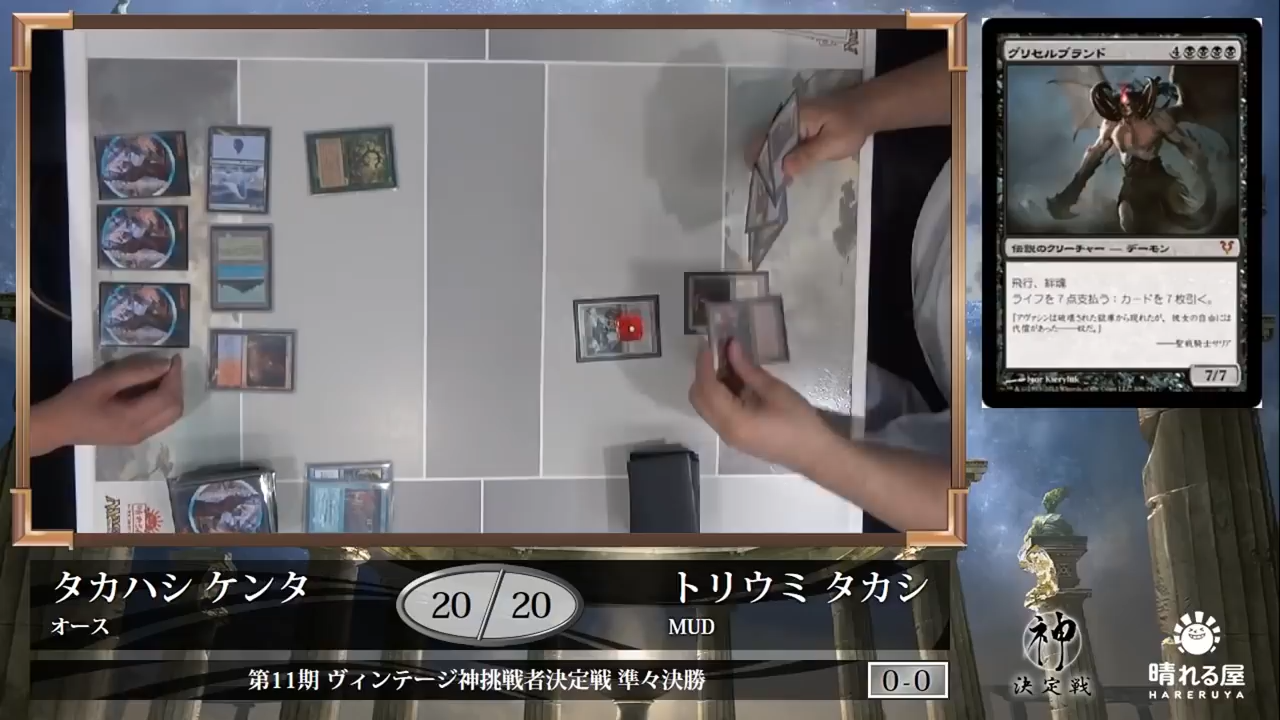 グリセルブランド
4
伝説のクリーチャー ― デーモン
飛行、絆魂
ライフを7点支払う:カードを7枚引く。
7/7
タカハシ ケンタ
オース
20 / 20
トリウミ タカシ
MUD
第11期 ヴィンテージ神挑戦者決定戦 準々決勝
0-0
神
決定戦
晴れる屋
HARERUYA